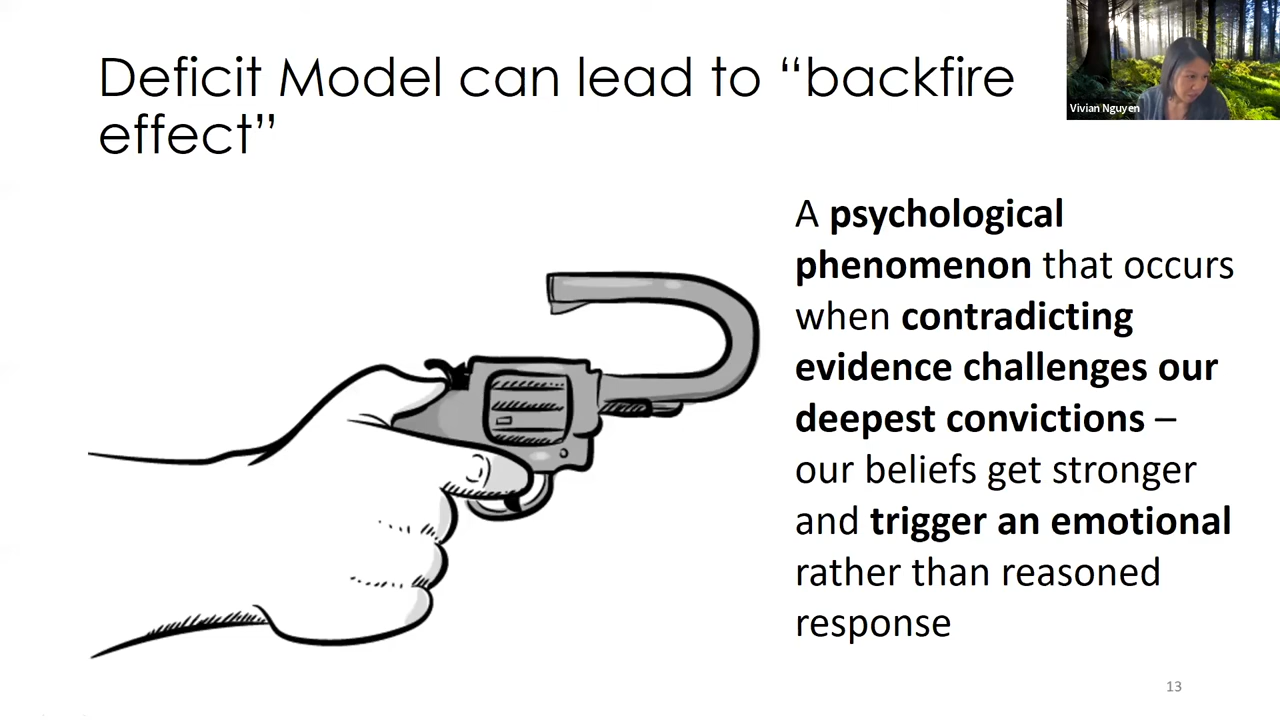 Deficit Model can lead to “backfire
effect”
Vivian Nguyen
A psychological
phenomenon that occurs
when contradicting
evidence challenges our
deepest convictions –
our beliefs get stronger
and trigger an emotional
rather than reasoned
response
13